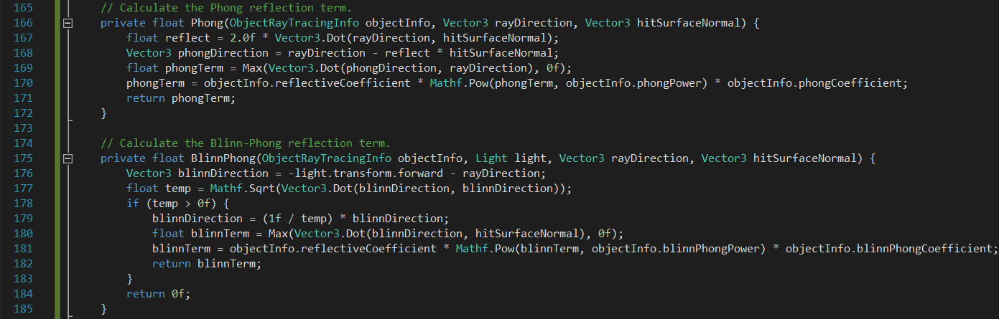 165 // Calculate the Phong reflection term.
166 private float Phong(ObjectRayTracingInfo objectInfo, Vector3 rayDirection, Vector3 hitSurfaceNormal) {
167 float reflect = 2.0f * Vector3.Dot(rayDirection, hitSurfaceNormal);
168 Vector3 phongDirection = rayDirection - reflect * hitSurfaceNormal;
169 float phongTerm = Max(Vector3.Dot(phongDirection, rayDirection), 0f);
170 phongTerm = objectInfo.reflectiveCoefficient * Mathf.Pow(phongTerm, objectInfo.phongPower) * objectInfo.phongCoefficient;
171 return phongTerm;
172 }
173
174 // Calculate the Blinn-Phong reflection term.
175 private float BlinnPhong(ObjectRayTracingInfo objectInfo, Light light, Vector3 rayDirection, Vector3 hitSurfaceNormal) {
176 Vector3 blinnDirection = -light.transform.forward - rayDirection;
177 float temp = Mathf.Sqrt(Vector3.Dot(blinnDirection, blinnDirection));
178 if (temp > 0f) {
179 blinnDirection = (1f / temp) * blinnDirection;
180 float blinnTerm = Max(Vector3.Dot(blinnDirection, hitSurfaceNormal), 0f);
181 blinnTerm = objectInfo.reflectiveCoefficient * Mathf.Pow(blinnTerm, objectInfo.blinnPhongPower) * objectInfo.blinnPhongCoefficient;
182 return blinnTerm;
183 }
184 return 0f;
185 }